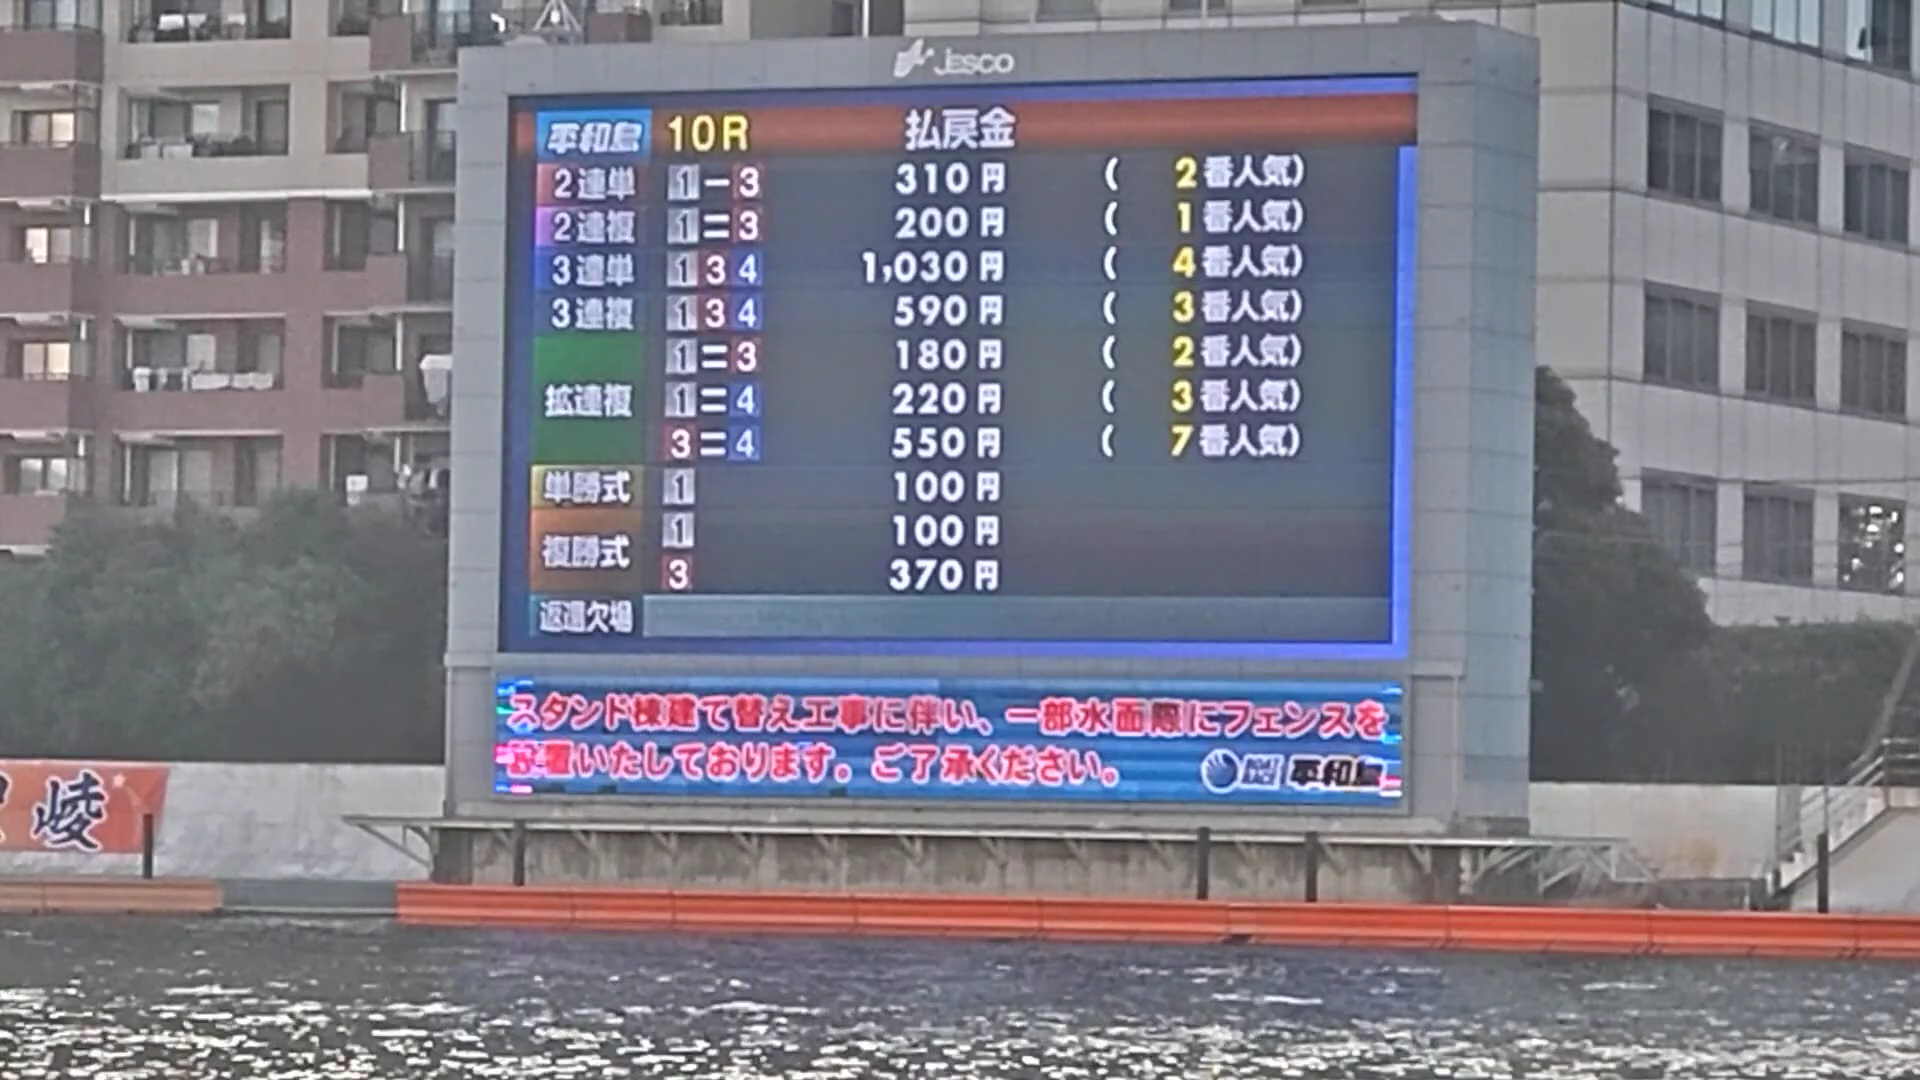 Jesco
平和島 10R 払戻金
2連単 1-3 310円 ( 2番人気)
2連複 1=3 200円 ( 1番人気)
3連単 1 3 4 1,030円 ( 4番人気)
3連複 1 3 4 590円 ( 3番人気)
拡連複 1=3 180円 ( 2番人気)
1=4 220円 ( 3番人気)
3=4 550円 ( 7番人気)
単勝式 1 100円
複勝式 1 100円
3 370円
返還欠場
スタンド棟建て替え工事に伴い、一部水面際にフェンスを
設置いたしております。ご了承ください。
平和島
崚